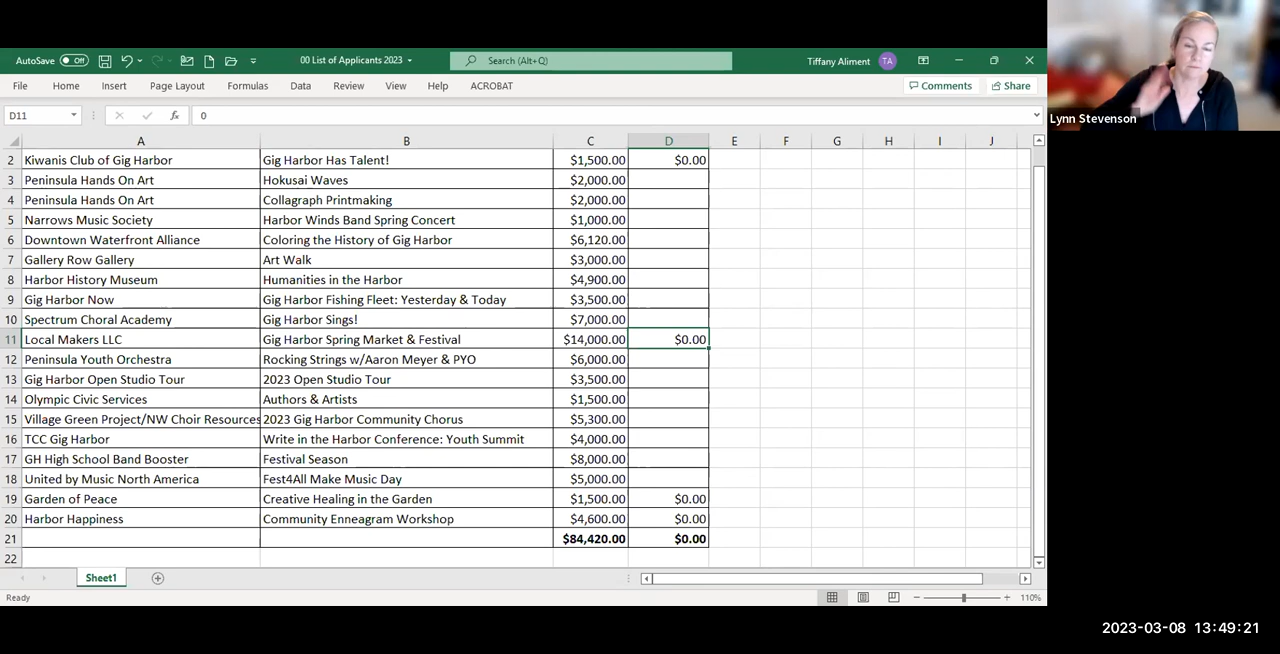 AutoSave Off 00 List of Applicants 2023 Search (Alt+Q) Tiffany Aliment TA
File Home Insert Page Layout Formulas Data Review View Help ACROBAT Comments Share
D11 fx 0
A B C D E F G H I J
2 Kiwanis Club of Gig Harbor Gig Harbor Has Talent! $1,500.00 $0.00
3 Peninsula Hands On Art Hokusai Waves $2,000.00
4 Peninsula Hands On Art Collagraph Printmaking $2,000.00
5 Narrows Music Society Harbor Winds Band Spring Concert $1,000.00
6 Downtown Waterfront Alliance Coloring the History of Gig Harbor $6,120.00
7 Gallery Row Gallery Art Walk $3,000.00
8 Harbor History Museum Humanities in the Harbor $4,900.00
9 Gig Harbor Now Gig Harbor Fishing Fleet: Yesterday & Today $3,500.00
10 Spectrum Choral Academy Gig Harbor Sings! $7,000.00
11 Local Makers LLC Gig Harbor Spring Market & Festival $14,000.00 $0.00
12 Peninsula Youth Orchestra Rocking Strings w/Aaron Meyer & PYO $6,000.00
13 Gig Harbor Open Studio Tour 2023 Open Studio Tour $3,500.00
14 Olympic Civic Services Authors & Artists $1,500.00
15 Village Green Project/NW Choir Resources 2023 Gig Harbor Community Chorus $5,300.00
16 TCC Gig Harbor Write in the Harbor Conference: Youth Summit $4,000.00
17 GH High School Band Booster Festival Season $8,000.00
18 United by Music North America Fest4All Make Music Day $5,000.00
19 Garden of Peace Creative Healing in the Garden $1,500.00 $0.00
20 Harbor Happiness Community Enneagram Workshop $4,600.00 $0.00
21 $84,420.00 $0.00
22
Sheet1
Ready 110%
Lynn Stevenson
2023-03-08 13:49:21